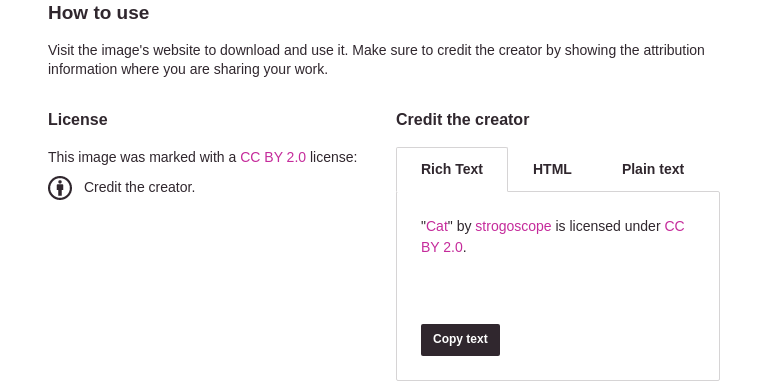 How to use
Visit the image's website to download and use it. Make sure to credit the creator by showing the attribution
information where you are sharing your work.
License
This image was marked with a CC BY 2.0 license:
Credit the creator.
Credit the creator
Rich Text
HTML
Plain text
"Cat" by strogoscope is licensed under CC
BY 2.0.
Copy text